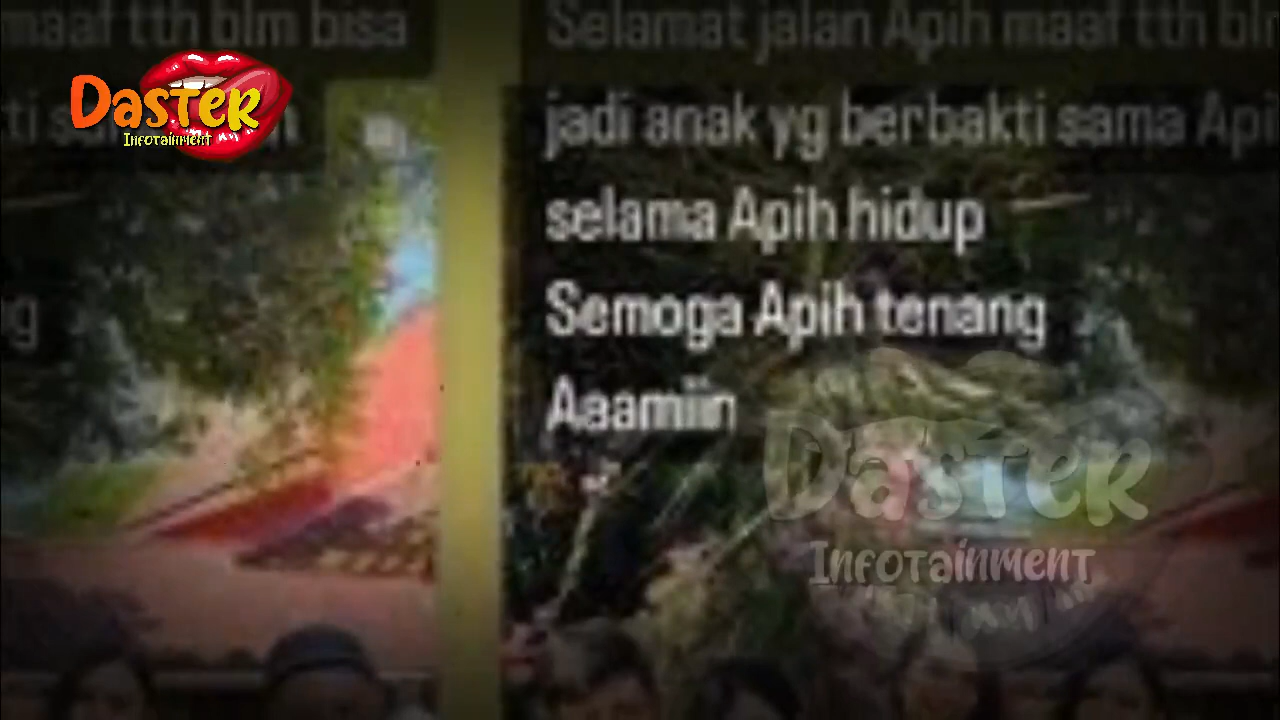 maaf tth blm bisa
DASTER
INFOTAINMENT
Selamat jalan Apih maaf tth blm
jadi anak yg berbakti sama Api
selama Apih hidup
Semoga Apih tenang
Aaamiin
DASTER
INFOTAINMENT